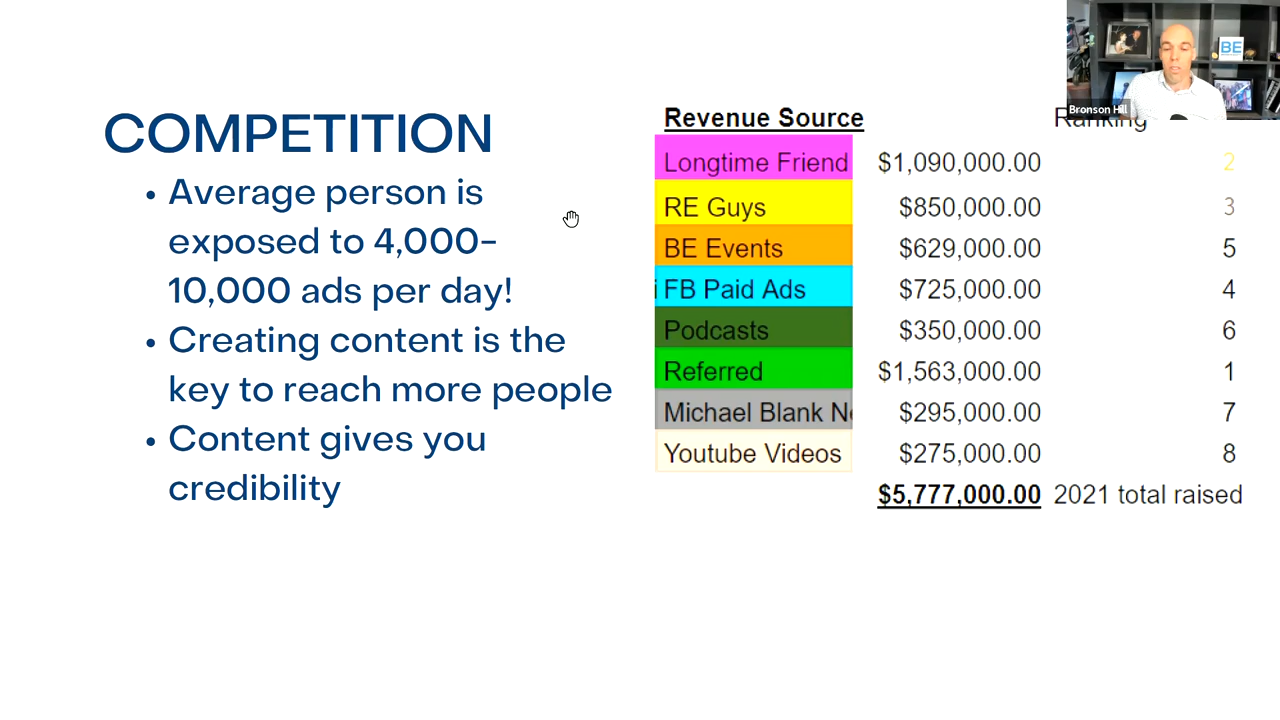 COMPETITION
• Average person is
exposed to 4,000-
10,000 ads per day!
• Creating content is the
key to reach more people
• Content gives you
credibility
BE
Bronson Hill
Revenue Source Ranking
Longtime Friend $1,090,000.00 2
RE Guys $850,000.00 3
BE Events $629,000.00 5
FB Paid Ads $725,000.00 4
Podcasts $350,000.00 6
Referred $1,563,000.00 1
Michael Blank $295,000.00 7
Youtube Videos $275,000.00 8
$5,777,000.00 2021 total raised